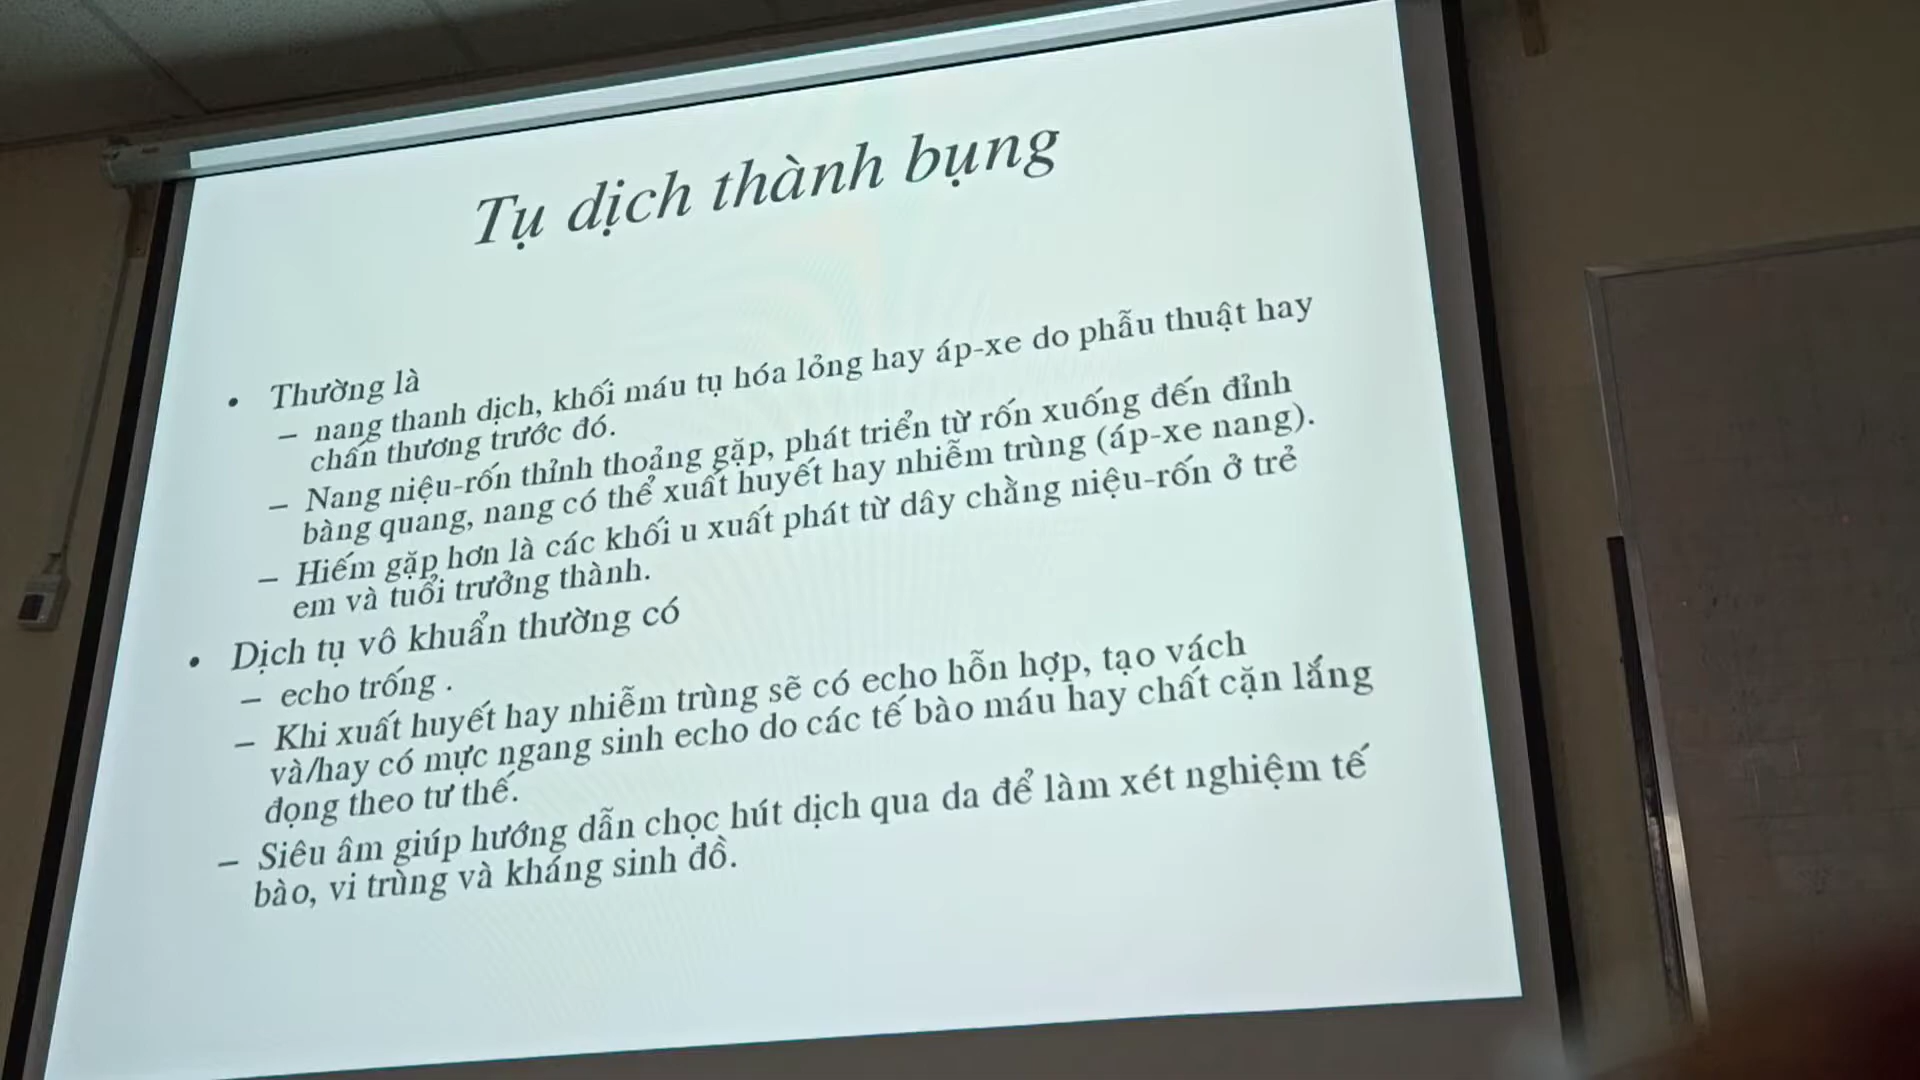 Tụ dịch thành bụng
• Thường là
– nang thanh dịch, khối máu tụ hóa lỏng hay áp-xe do phẫu thuật hay
chấn thương trước đó.
– Nang niệu-rốn thỉnh thoảng gặp, phát triển từ rốn xuống đến đỉnh
bàng quang, nang có thể xuất huyết hay nhiễm trùng (áp-xe nang).
– Hiếm gặp hơn là các khối u xuất phát từ dây chằng niệu-rốn ở trẻ
em và tuổi trưởng thành.
• Dịch tụ vô khuẩn thường có
– echo trống .
– Khi xuất huyết hay nhiễm trùng sẽ có echo hỗn hợp, tạo vách
và/hay có mực ngang sinh echo do các tế bào máu hay chất cặn lắng
đọng theo tư thế.
– Siêu âm giúp hướng dẫn chọc hút dịch qua da để làm xét nghiệm tế
bào, vi trùng và kháng sinh đồ.